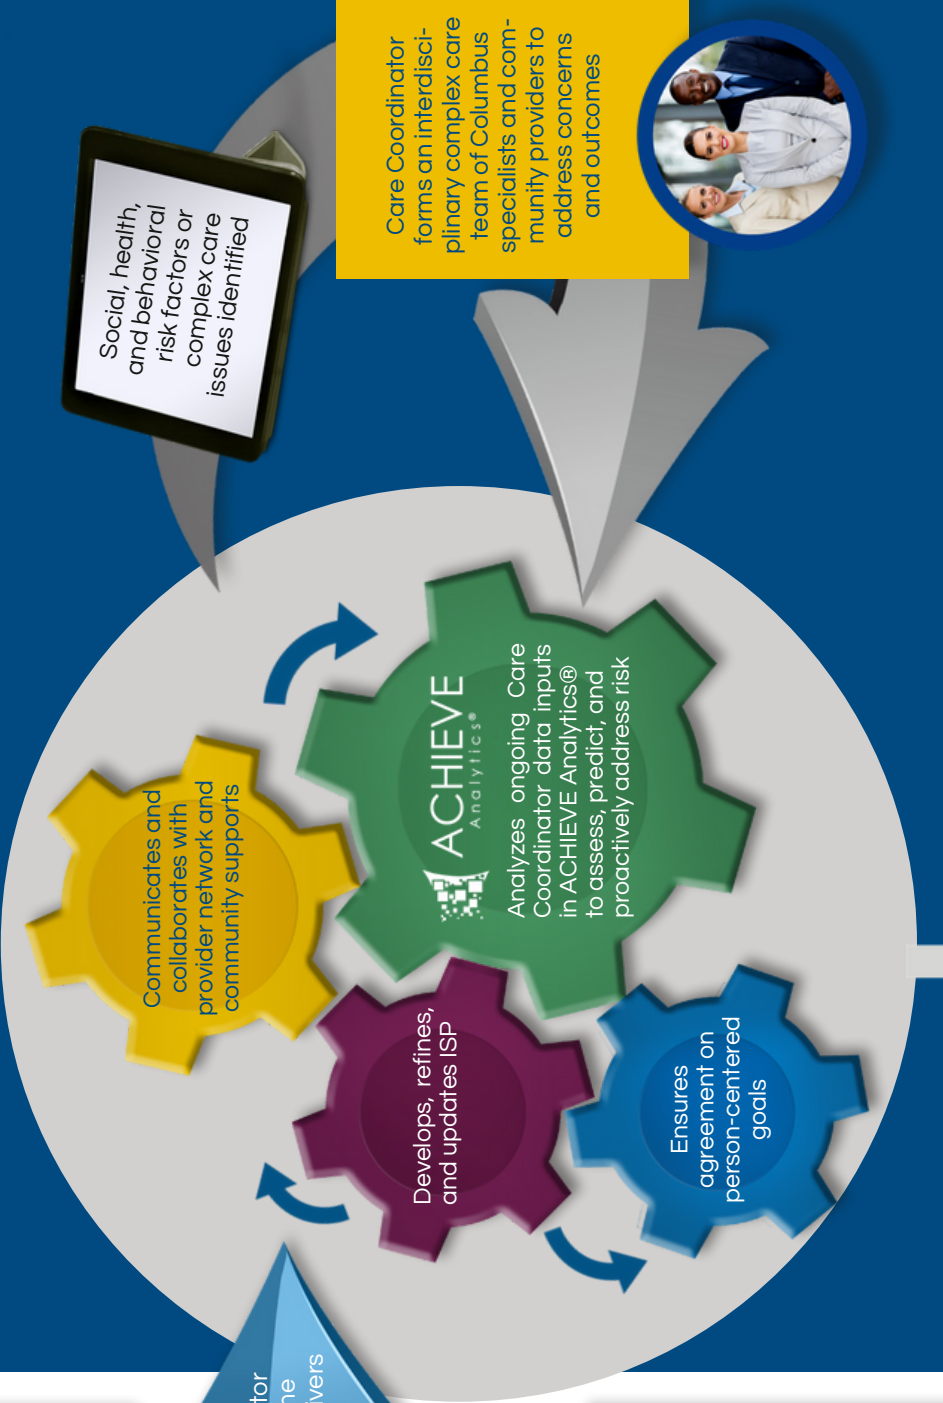 Social, health,
and behavioral
risk factors or
complex care
issues identified
Care Coordinator
forms an interdisci-
plinary complex care
team of Columbus
specialists and com-
munity providers to
address concerns
and outcomes
Communicates and
collaborates with
provider network and
community supports
ACHIEVE
Analytics®
Analyzes ongoing Care
Coordinator data inputs
in ACHIEVE Analytics®
to assess, predict, and
proactively address risk
Develops, refines,
and updates ISP
Ensures
agreement on
person-centered
goals